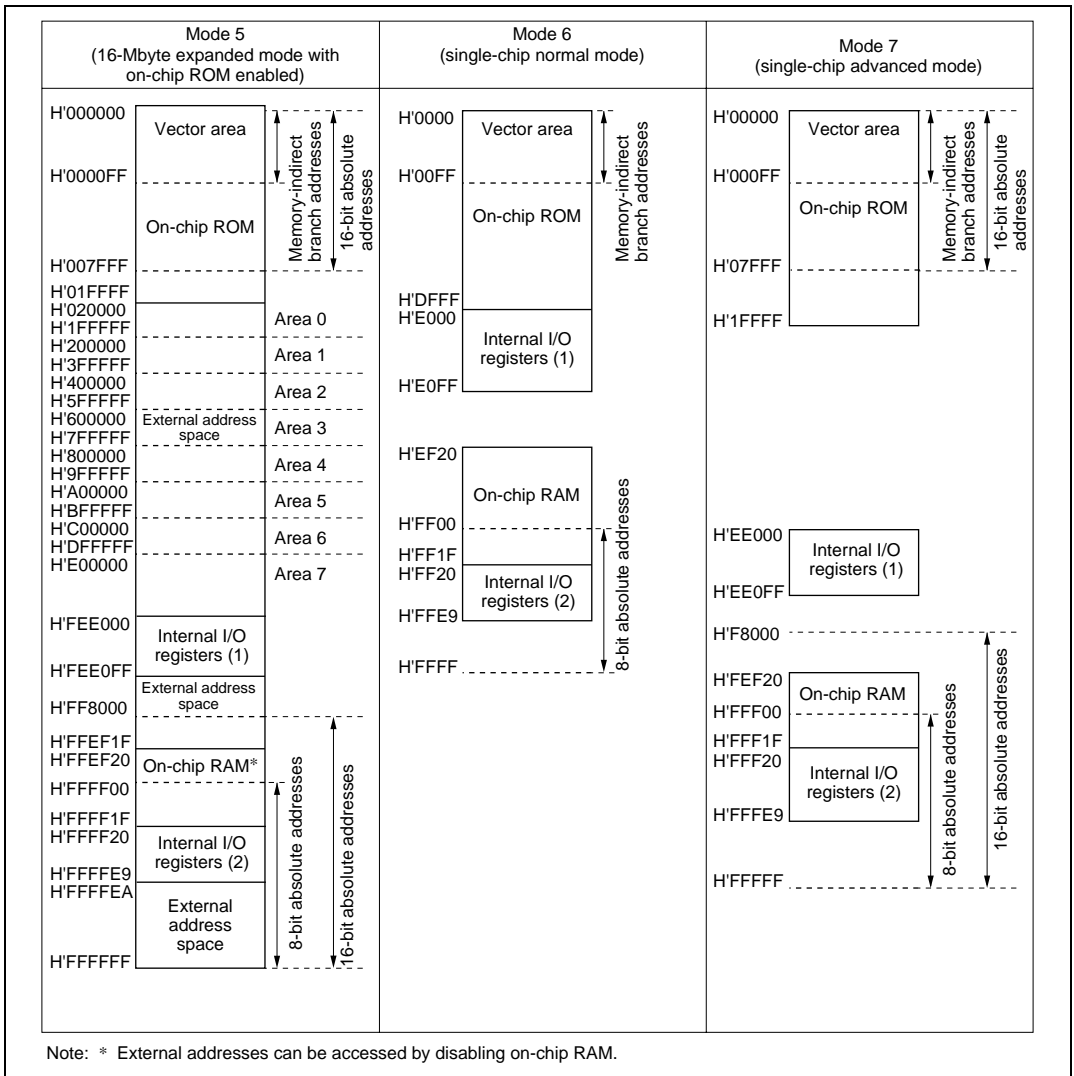 Mode 5
(16-Mbyte expanded mode with
on-chip ROM enabled)
H'000000
Vector area
H'0000FF
On-chip ROM
H'007FFF
H'01FFFF
H'020000
H'1FFFFF
H'200000
H'3FFFFF
H'400000
H'5FFFFF
H'600000
H'7FFFFF
H'800000
H'9FFFFF
H'A00000
H'BFFFFF
H'C00000
H'DFFFFF
H'E00000
External address
space
Area 0
Area 1
Area 2
Area 3
Area 4
Area 5
Area 6
Area 7
Memory-indirect
branch addresses
16-bit absolute
addresses
H'FEE000
Internal I/O
registers (1)
H'FEE0FF
External address
space
H'FF8000
H'FFEF1F
H'FFEF20
On-chip RAM*
H'FFFF00
H'FFFF1F
H'FFFF20
Internal I/O
registers (2)
H'FFFFE9
H'FFFFEA
External
address
space
H'FFFFFF
8-bit absolute addresses
16-bit absolute addresses
Mode 6
(single-chip normal mode)
H'0000
Vector area
H'00FF
On-chip ROM
Memory-indirect
branch addresses
H'DFFF
H'E000
Internal I/O
registers (1)
H'E0FF
H'EF20
On-chip RAM
H'FF00
H'FF1F
H'FF20
Internal I/O
registers (2)
H'FFE9
H'FFFF
8-bit absolute addresses
Mode 7
(single-chip advanced mode)
H'00000
Vector area
H'000FF
On-chip ROM
H'07FFF
H'1FFFF
Memory-indirect
branch addresses
16-bit absolute
addresses
H'EE000
Internal I/O
registers (1)
H'EE0FF
H'F8000
H'FEF20
On-chip RAM
H'FFF00
H'FFF1F
H'FFF20
Internal I/O
registers (2)
H'FFFE9
H'FFFFF
8-bit absolute addresses
16-bit absolute addresses
Note: * External addresses can be accessed by disabling on-chip RAM.